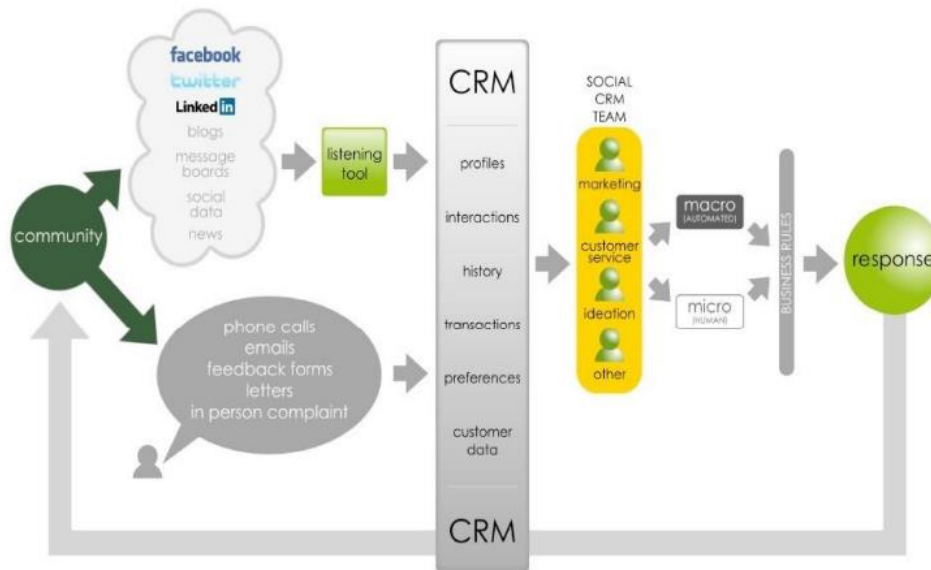 facebook
twitter
Linked in
blogs
message
boards
social
data
news
community
listening
tool
phone calls
emails
feedback forms
letters
in person complaint
CRM
profiles
interactions
history
transactions
preferences
customer
data
CRM
SOCIAL
CRM
TEAM
marketing
customer
service
ideation
other
macro
(AUTOMATED)
micro
(HUMAN)
BUSINESS RULES
response